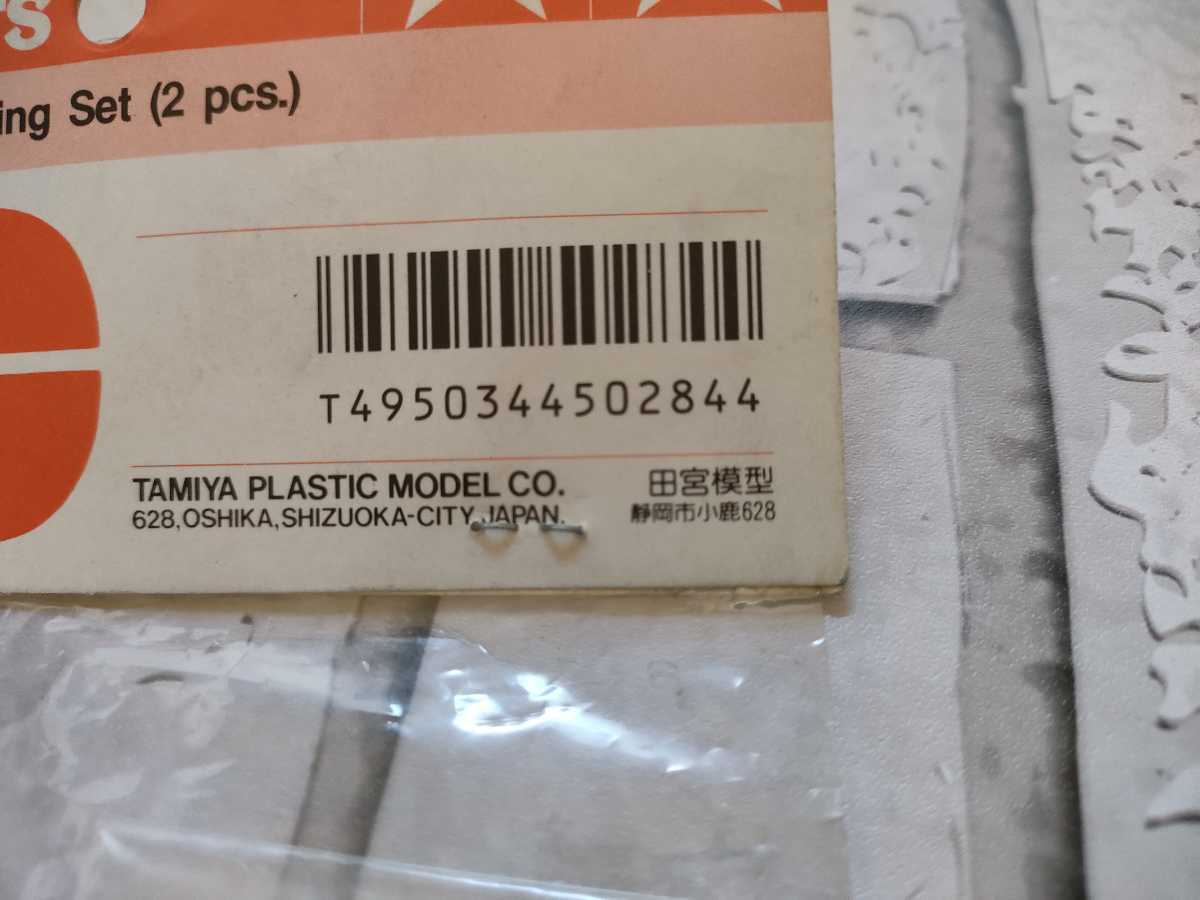 ing Set (2 pcs.)
T4950344502844
TAMIYA PLASTIC MODEL CO. 田宮模型
628,OSHIKA,SHIZUOKA-CITY,JAPAN. 静岡市小鹿628